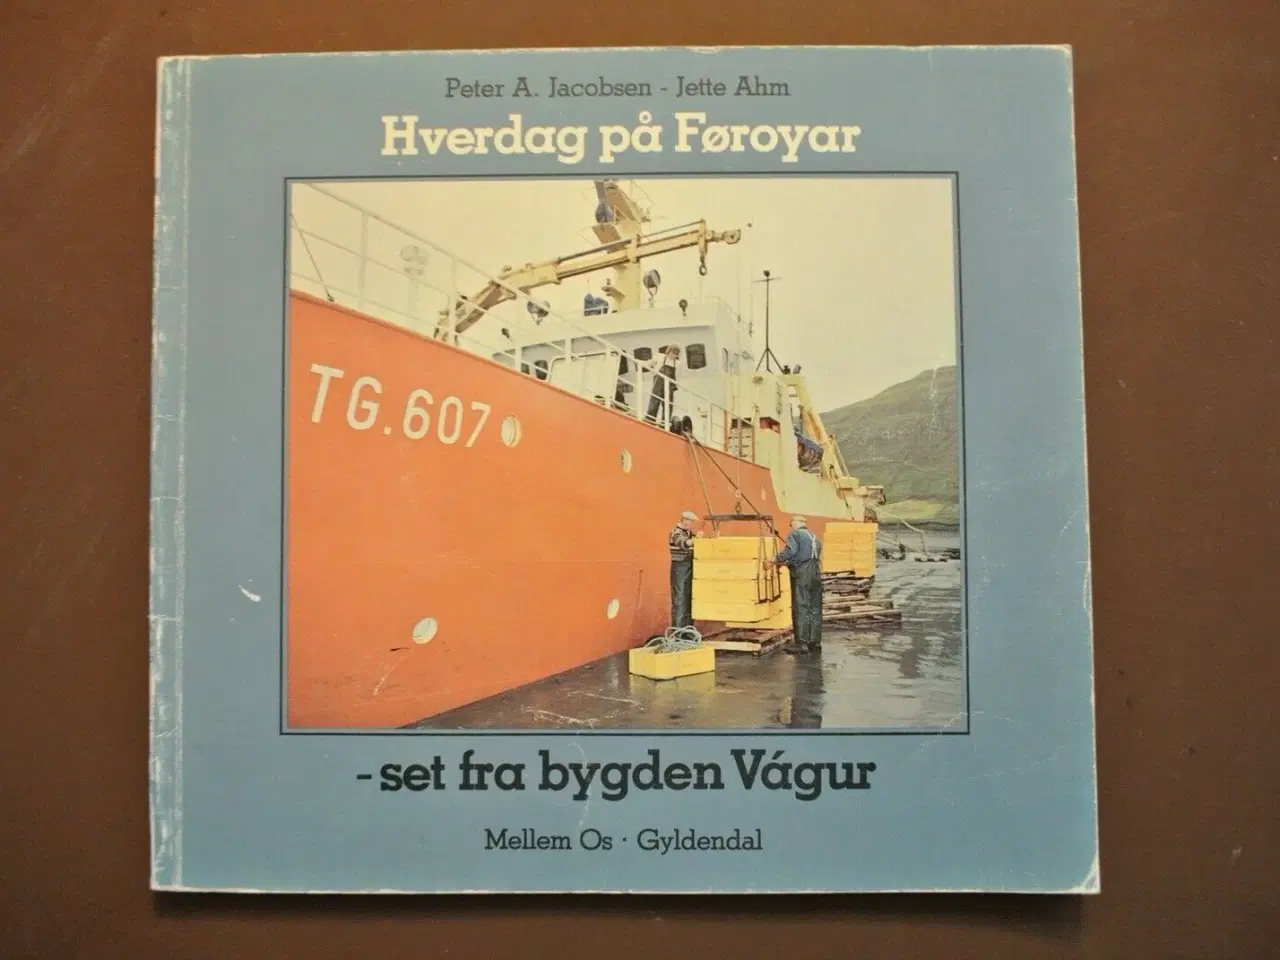 Peter A. Jacobsen - Jette Ahm
Hverdag på Føroyar
TG.607
- set fra bygden Vágur
Mellem Os · Gyldendal